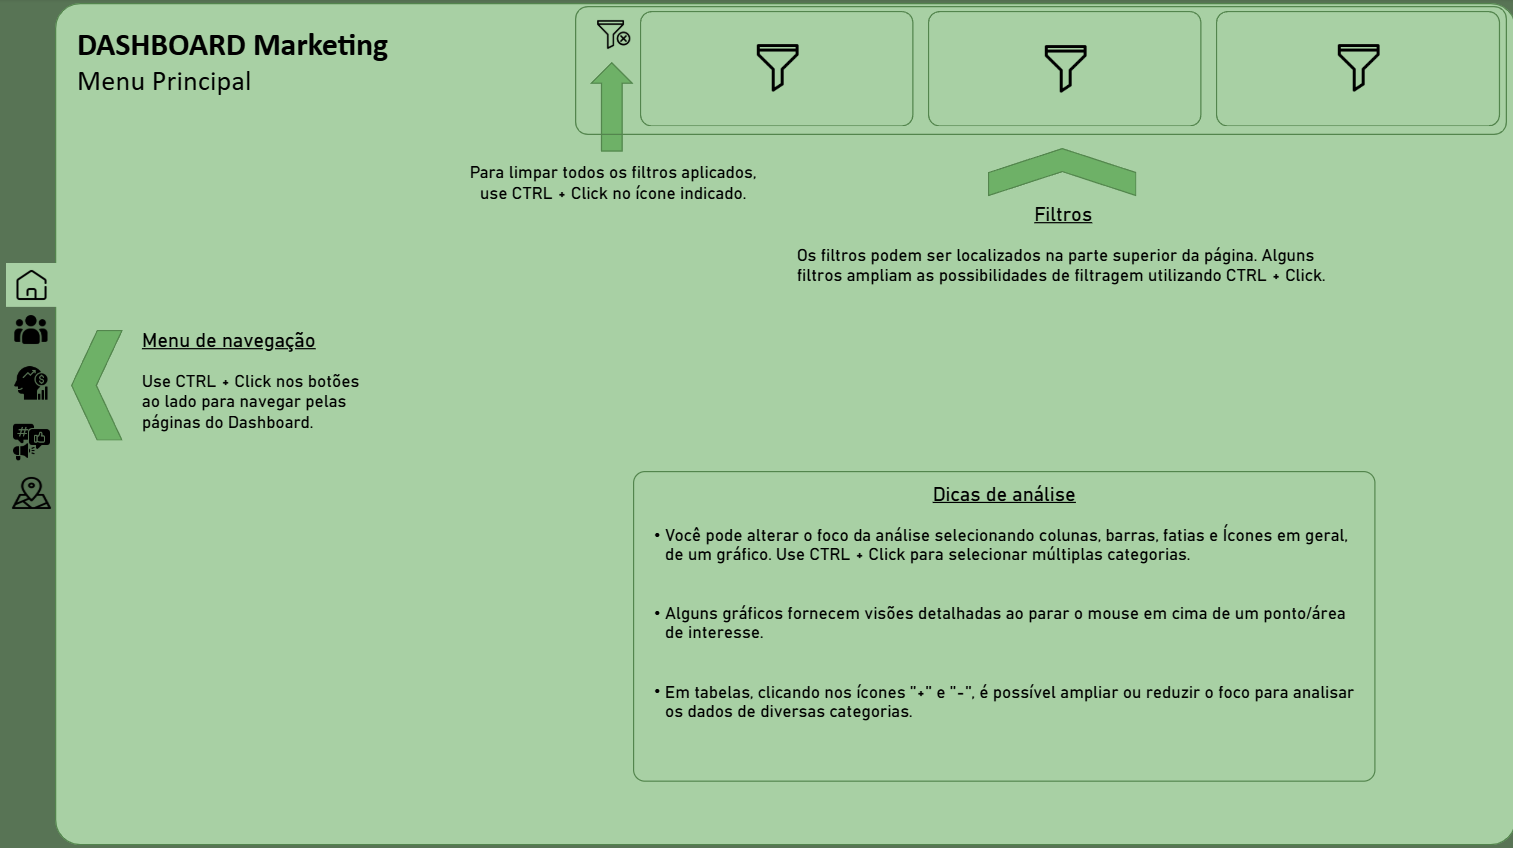 DASHBOARD Marketing
Menu Principal
Para limpar todos os filtros aplicados,
use CTRL + Click no ícone indicado.
Filtros
Os filtros podem ser localizados na parte superior da página. Alguns
filtros ampliam as possibilidades de filtragem utilizando CTRL + Click.
Menu de navegação
Use CTRL + Click nos botões
ao lado para navegar pelas
páginas do Dashboard.
Dicas de análise
• Você pode alterar o foco da análise selecionando colunas, barras, fatias e Ícones em geral,
de um gráfico. Use CTRL + Click para selecionar múltiplas categorias.
• Alguns gráficos fornecem visões detalhadas ao parar o mouse em cima de um ponto/área
de interesse.
• Em tabelas, clicando nos ícones "+" e "-", é possível ampliar ou reduzir o foco para analisar
os dados de diversas categorias.